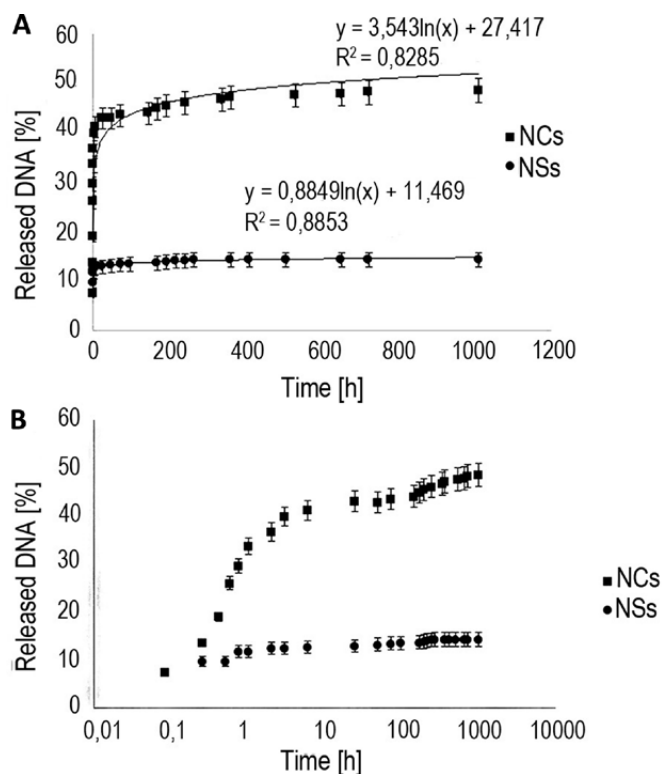 A
60
50
40
30
20
10
0
Released DNA [%]
y = 3,543ln(x) + 27,417
R² = 0,8285
y = 0,8849ln(x) + 11,469
R² = 0,8853
NCs
NSs
0 200 400 600 800 1000 1200
Time [h]
B
60
50
40
30
20
10
0
Released DNA [%]
NCs
NSs
0,01 0,1 1 10 100 1000 10000
Time [h]